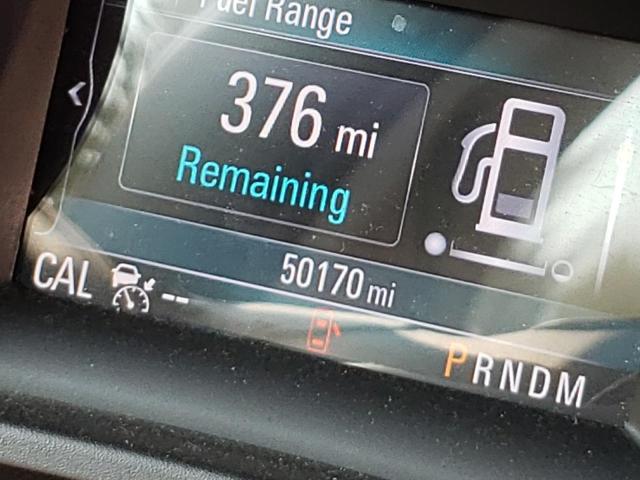 Fuel Range
376 mi
Remaining
50170 mi
CAL --
PRNDM